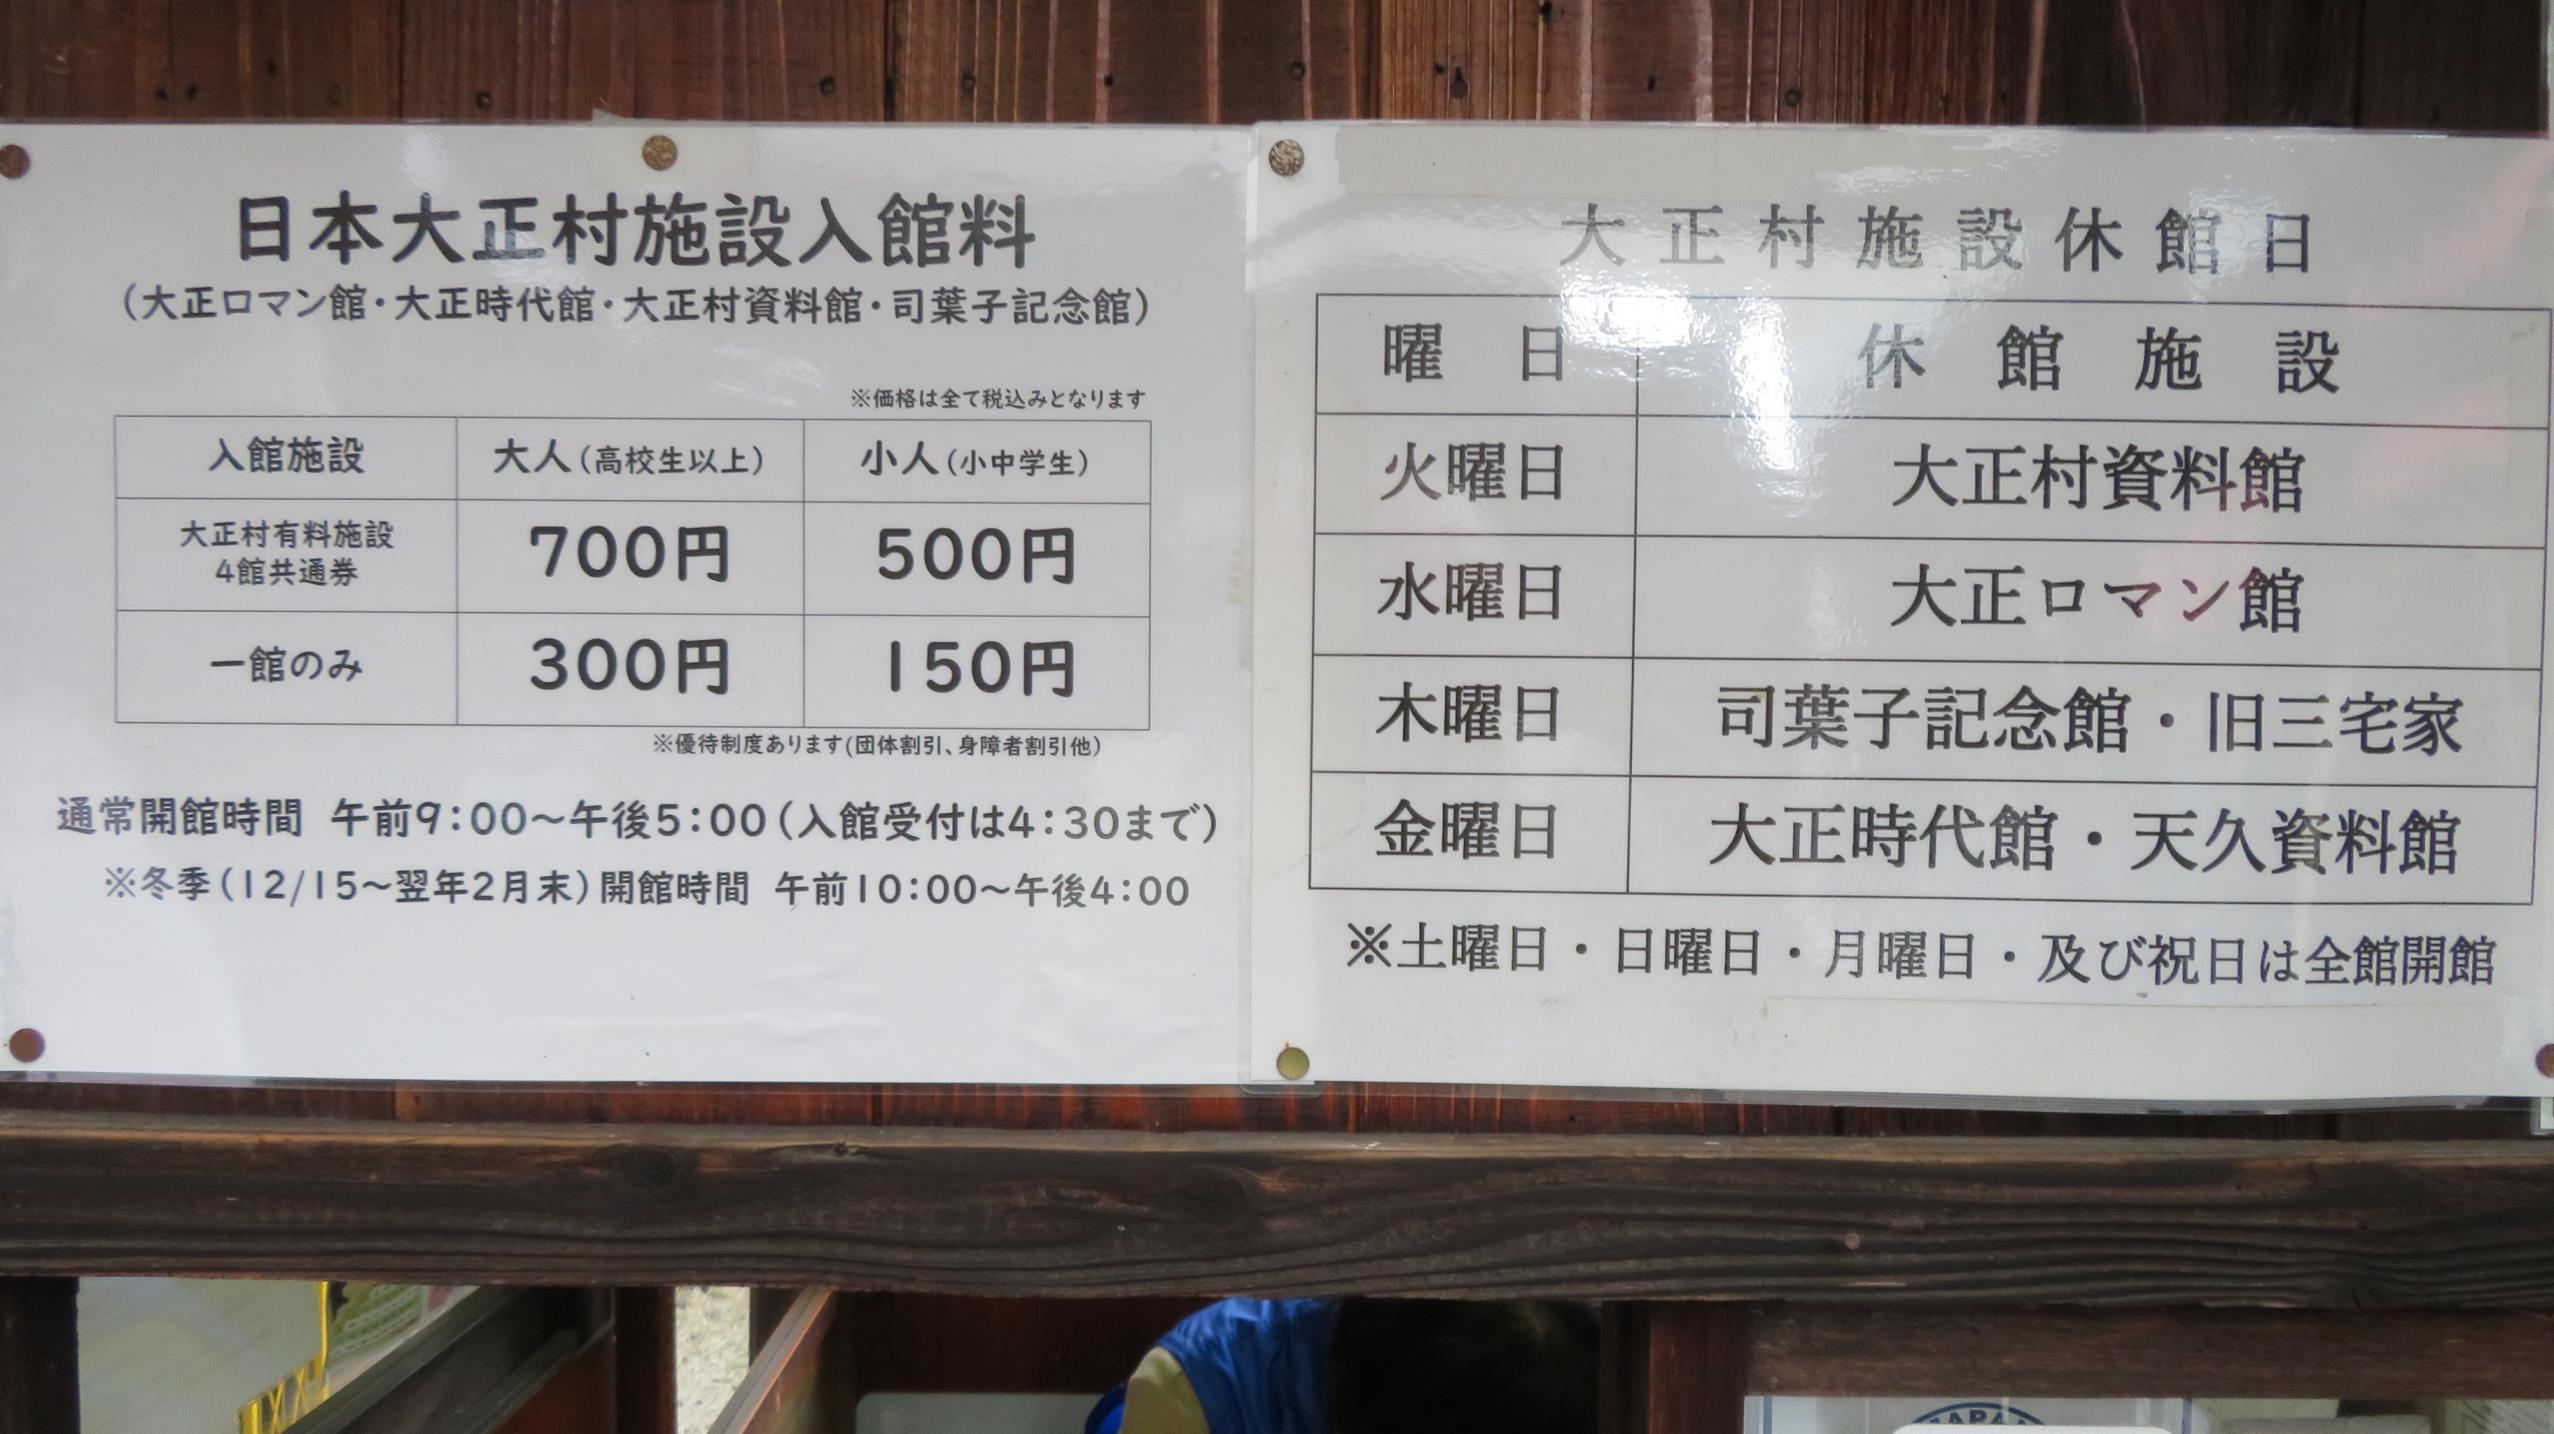 日本大正村施設入館料
(大正ロマン館・大正時代館・大正村資料館・司葉子記念館)
※価格は全て税込みとなります
入館施設 大人(高校生以上) 小人(小中学生)
大正村有料施設
4館共通券 700円 500円
一館のみ 300円 150円
※優待制度あります(団体割引、身障者割引他)
通常開館時間 午前9:00～午後5:00(入館受付は4:30まで)
※冬季(12/15～翌年2月末)開館時間 午前10:00～午後4:00
大正村施設休館日
曜日 休館施設
火曜日 大正村資料館
水曜日 大正ロマン館
木曜日 司葉子記念館・旧三宅家
金曜日 大正時代館・天久資料館
※土曜日・日曜日・月曜日・及び祝日は全館開館